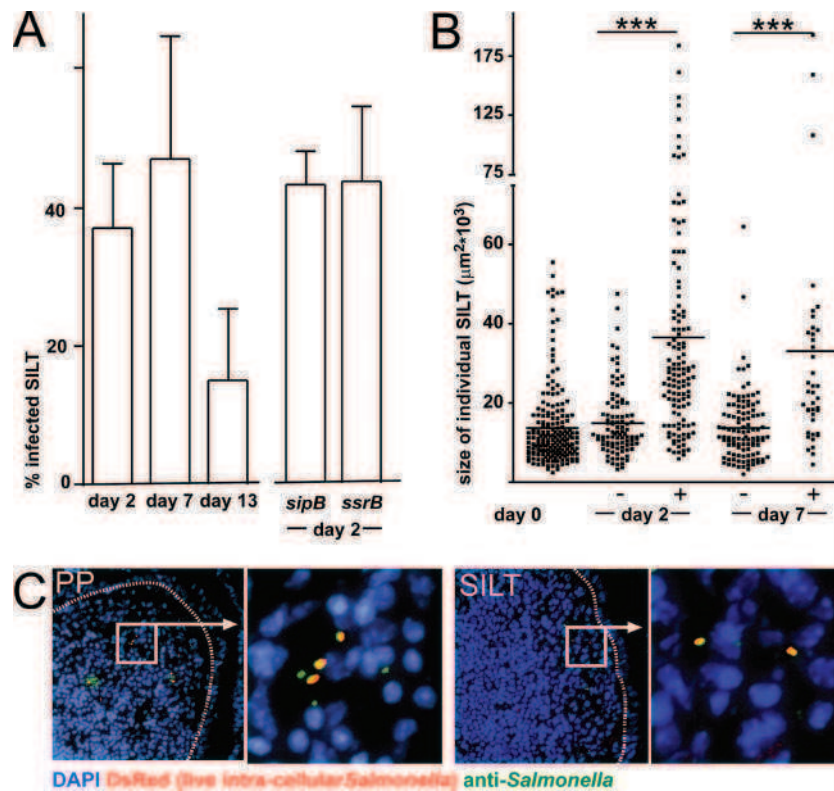 A
% infected SILT
40
20
0
day 2 day 7 day 13
sipB ssrB
day 2
B
*** ***
size of individual SILT (µm²*10³)
175
125
75
60
40
20
- + - +
day 0 day 2 day 7
C
PP
SILT
DAPI DsRed (live intra-cellular Salmonella) anti-Salmonella